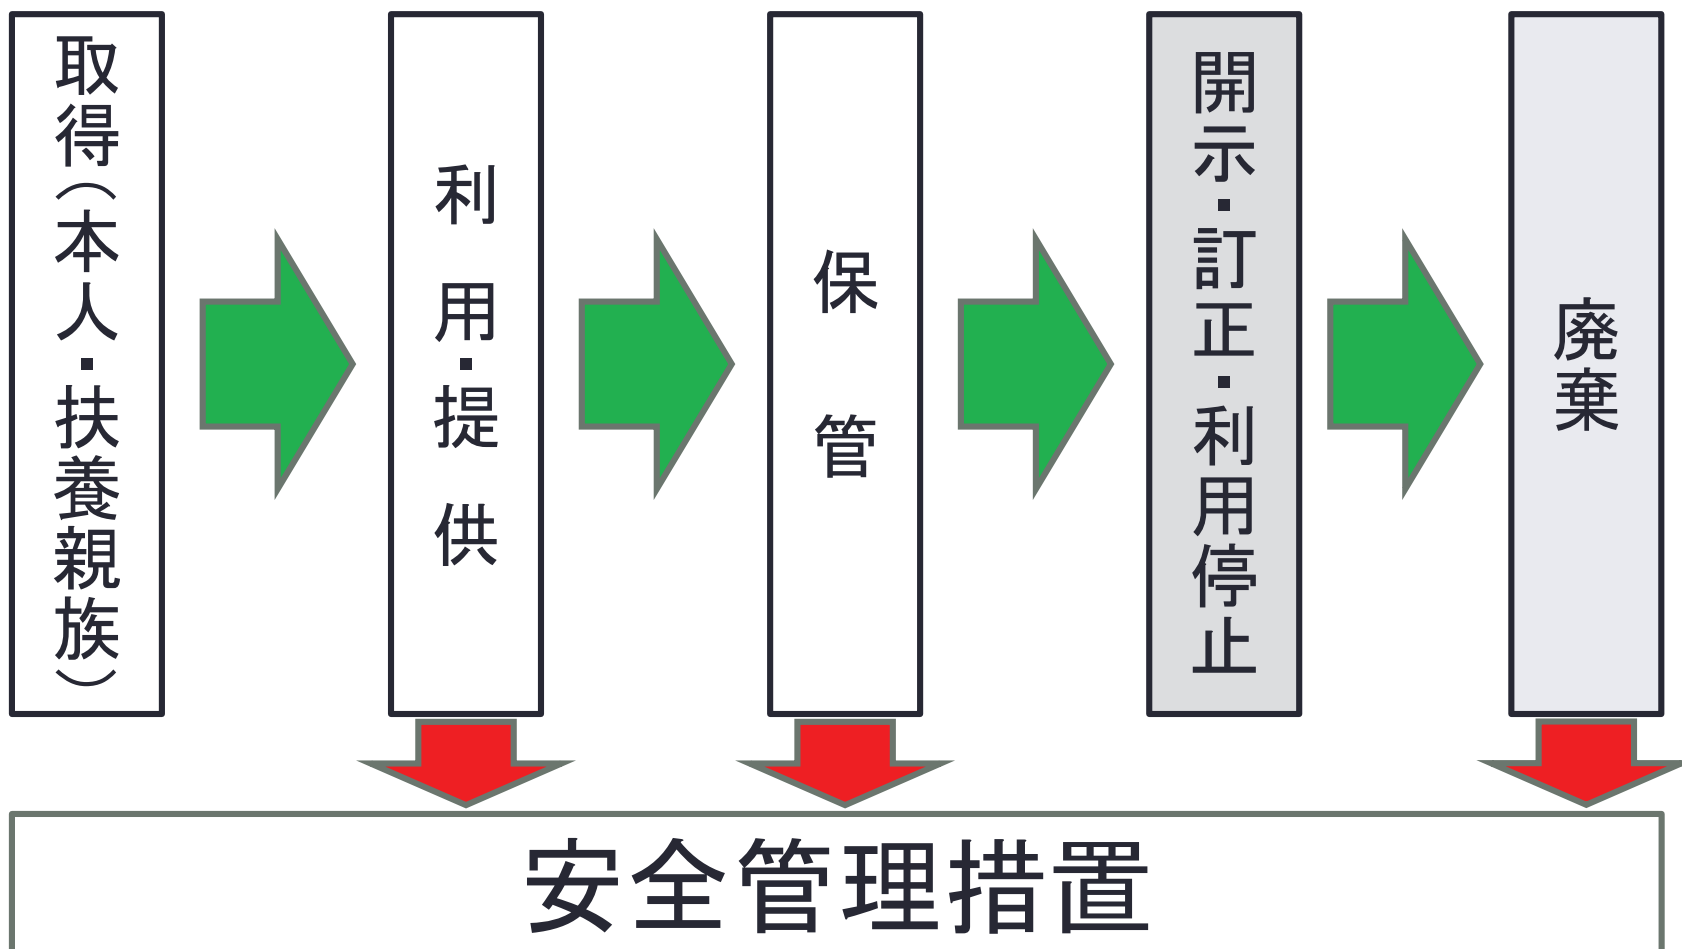 取得（本人・扶養親族）
利用・提供
保管
開示・訂正・利用停止
廃棄
安全管理措置